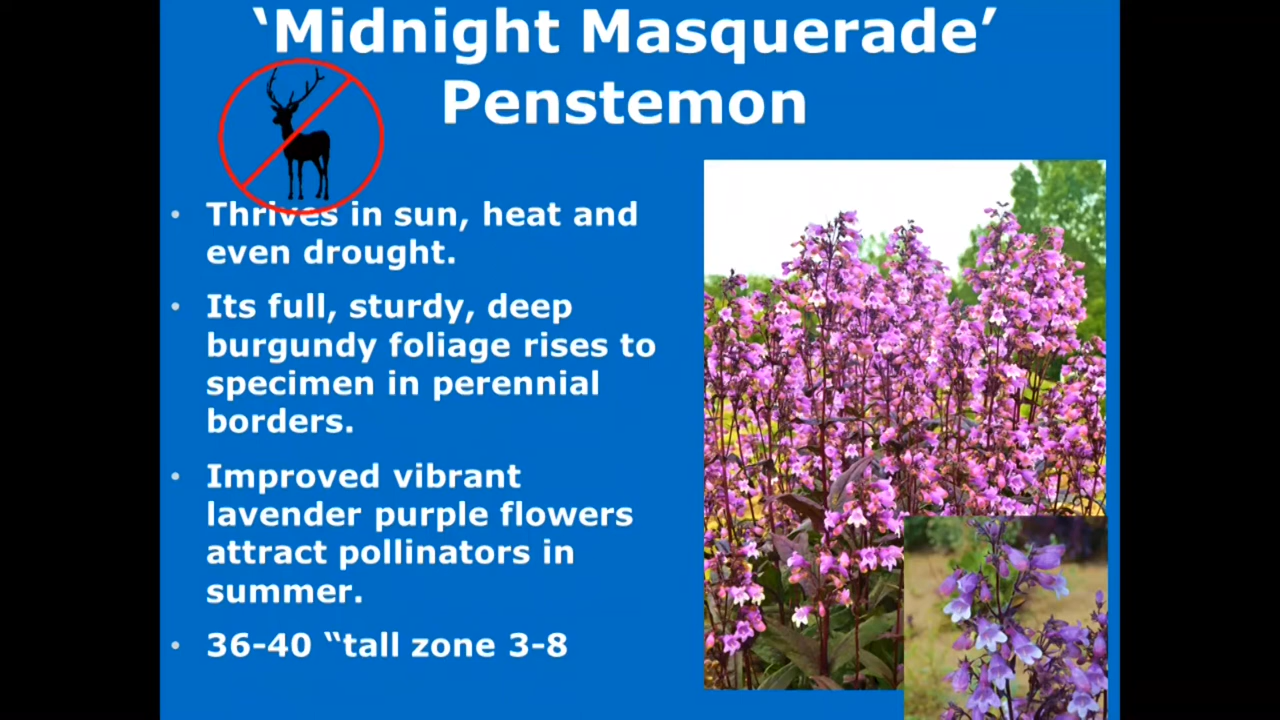 ‘Midnight Masquerade’
Penstemon
• Thrives in sun, heat and
even drought.
• Its full, sturdy, deep
burgundy foliage rises to
specimen in perennial
borders.
• Improved vibrant
lavender purple flowers
attract pollinators in
summer.
• 36-40 “tall zone 3-8